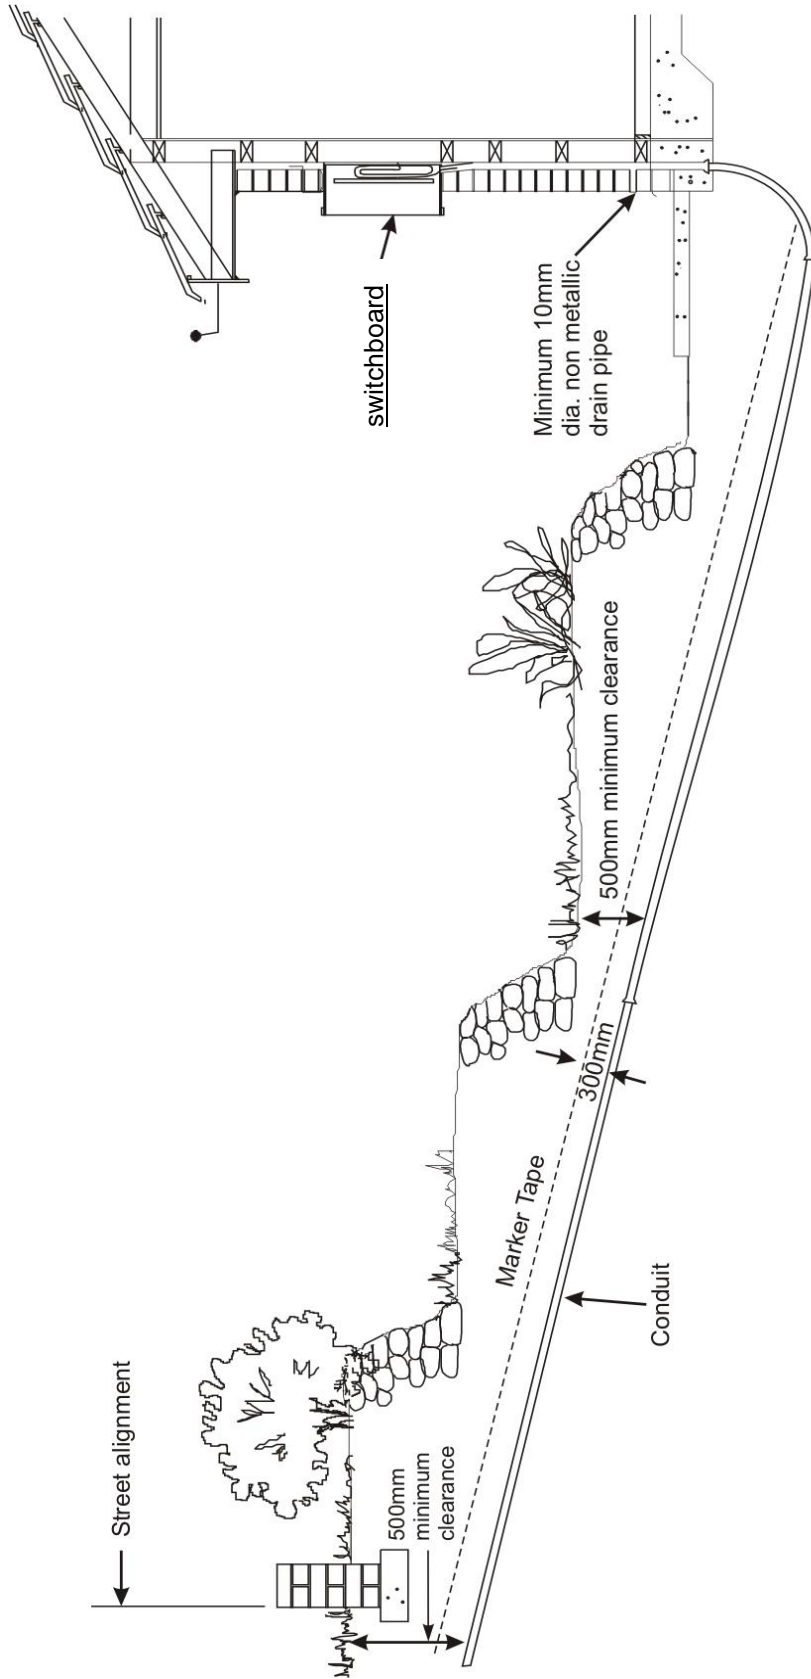 Street alignment
500mm
minimum
clearance
Conduit
Marker Tape
300mm
500mm minimum clearance
Minimum 10mm
dia. non metallic
drain pipe
switchboard